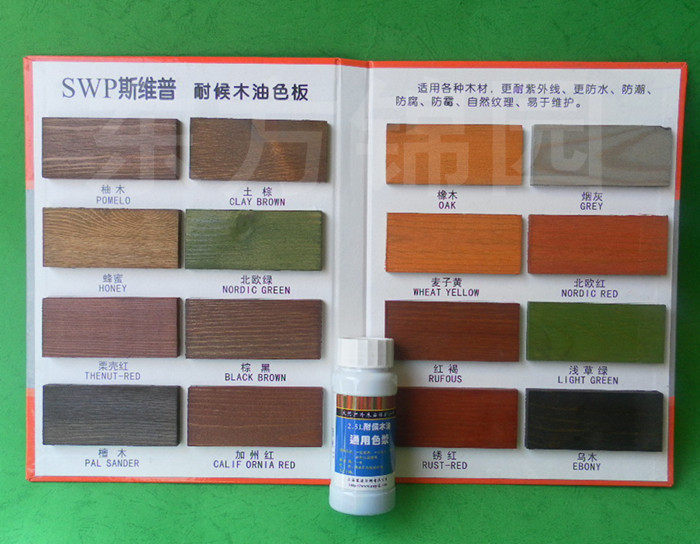 SWP斯维普 耐候木油色板
柚木
POMELO
土棕
CLAY BROWN
蜂蜜
HONEY
北欧绿
NORDIC GREEN
栗壳红
THENUT-RED
棕黑
BLACK BROWN
檀木
PAL SANDER
加州红
CALIF ORNIA RED
适用各种木材，更耐紫外线、更防水、防潮、
防腐、防霉、自然纹理、易于维护。
橡木
OAK
烟灰
GREY
麦子黄
WHEAT YELLOW
北欧红
NORDIC RED
红褐
RUFOUS
浅草绿
LIGHT GREEN
锈红
RUST-RED
乌木
EBONY
2.5L耐候木油
通用色浆
东方锦园